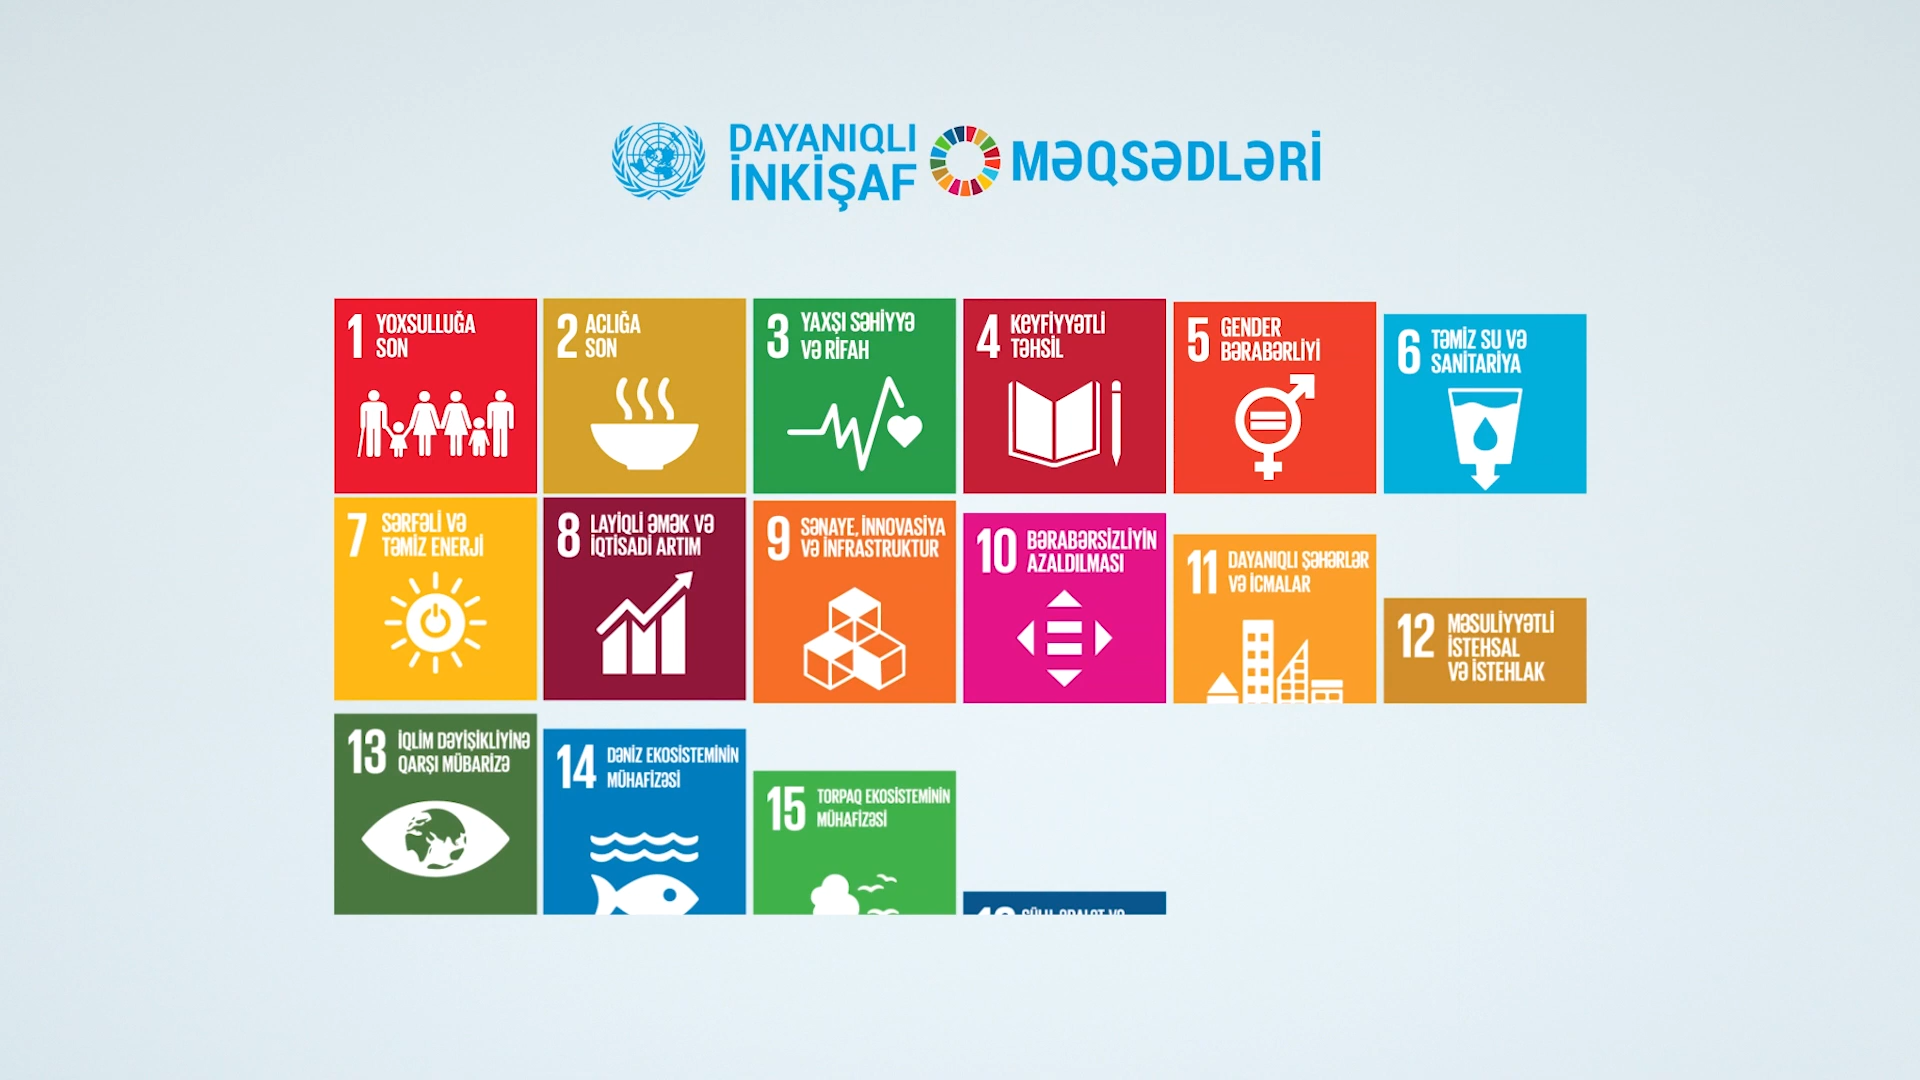 DAYANIQLI
İNKİŞAF
MƏQSƏDLƏRİ
1 YOXSULLUĞA
SON
2 ACLIĞA
SON
3 YAXŞI SƏHİYYƏ
VƏ RİFAH
4 KEYFİYYƏTLİ
TƏHSİL
5 GENDER
BƏRABƏRLİYİ
6 TƏMİZ SU VƏ
SANİTARİYA
7 SƏRFƏLİ VƏ
TƏMİZ ENERJİ
8 LAYİQLİ ƏMƏK VƏ
İQTİSADİ ARTIM
9 SƏNAYE, İNNOVASİYA
VƏ İNFRASTRUKTUR
10 BƏRABƏRSİZLİYİN
AZALDILMASI
11 DAYANIQLI ŞƏHƏRLƏR
VƏ İCMALAR
12 MƏSULİYYƏTLİ
İSTEHSAL
VƏ İSTEHLAK
13 İQLİM DƏYİŞİKLİYİNƏ
QARŞI MÜBARİZƏ
14 DƏNİZ EKOSİSTEMİNİN
MÜHAFİZƏSİ
15 TORPAQ EKOSİSTEMİNİN
MÜHAFİZƏSİ